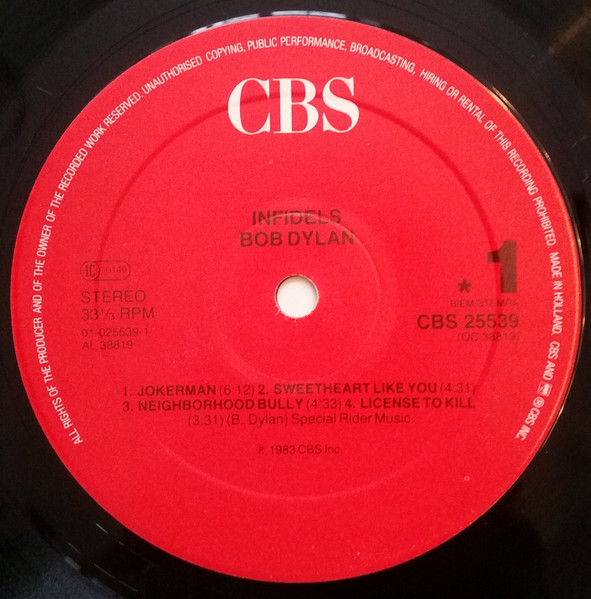 ALL RIGHTS OF THE PRODUCER AND OF THE OWNER OF THE RECORDED WORK RESERVED. UNAUTHORISED COPYING, PUBLIC PERFORMANCE, BROADCASTING, HIRING OR RENTAL OF THIS RECORDING PROHIBITED. MADE IN HOLLAND. CBS AND ℗ © CBS INC.
CBS
INFIDELS
BOB DYLAN
LC 0149
STEREO
33⅓ RPM
01-025539-1
AL 38819
1
*
BIEM STEMRA
CBS 25539
(QC 38819)
1. JOKERMAN (6:12) 2. SWEETHEART LIKE YOU (4:31)
3. NEIGHBORHOOD BULLY (4:33) 4. LICENSE TO KILL
(3:31) (B. Dylan) Special Rider Music
℗ 1983 CBS Inc.